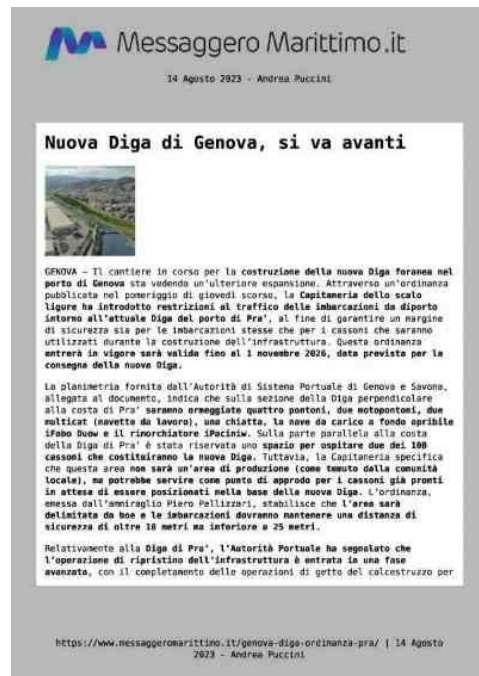 Messaggero Marittimo.it
14 Agosto 2023 - Andrea Puccini
Nuova Diga di Genova, si va avanti
GENOVA – Il cantiere in corso per la costruzione della nuova Diga foranea nel
porto di Genova sta vedendo un'ulteriore espansione. Attraverso un'ordinanza
pubblicata nel pomeriggio di giovedì scorso, la Capitaneria dello scalo
ligure ha introdotto restrizioni al traffico delle imbarcazioni da diporto
intorno all'attuale Diga del porto di Pra', al fine di garantire un margine
di sicurezza sia per le imbarcazioni stesse che per i cassoni che saranno
utilizzati durante la costruzione dell'infrastruttura. Questa ordinanza
entrerà in vigore sarà valida fino al 1 novembre 2026, data prevista per la
consegna della nuova Diga.
La planimetria fornita dall'Autorità di Sistema Portuale di Genova e Savona,
allegata al documento, indica che sulla sezione della Diga perpendicolare
alla costa di Pra' saranno ormeggiate quattro pontoni, due motopontoni, due
multicat (navette da lavoro), una chiatta, la nave da carico a fondo apribile
iFabo Duow e il rimorchiatore iPaciniw. Sulla parte parallela alla costa
della Diga di Pra' è stata riservata uno spazio per ospitare due dei 100
cassoni che costituiranno la nuova Diga. Tuttavia, la Capitaneria specifica
che questa area non sarà un'area di produzione (come temuto dalla comunità
locale), ma potrebbe servire come punto di approdo per i cassoni già pronti
in attesa di essere posizionati nella base della nuova Diga. L'ordinanza,
emessa dall'ammiraglio Piero Pellizzari, stabilisce che l'area sarà
delimitata da boe e le imbarcazioni dovranno mantenere una distanza di
sicurezza di oltre 10 metri ma inferiore a 25 metri.
Relativamente alla Diga di Pra', l'Autorità Portuale ha segnalato che
l'operazione di ripristino dell'infrastruttura è entrata in una fase
avanzata, con il completamento delle operazioni di getto del calcestruzzo per
https://www.messaggeromarittimo.it/genova-diga-ordinanza-pra/ | 14 Agosto
2023 - Andrea Puccini